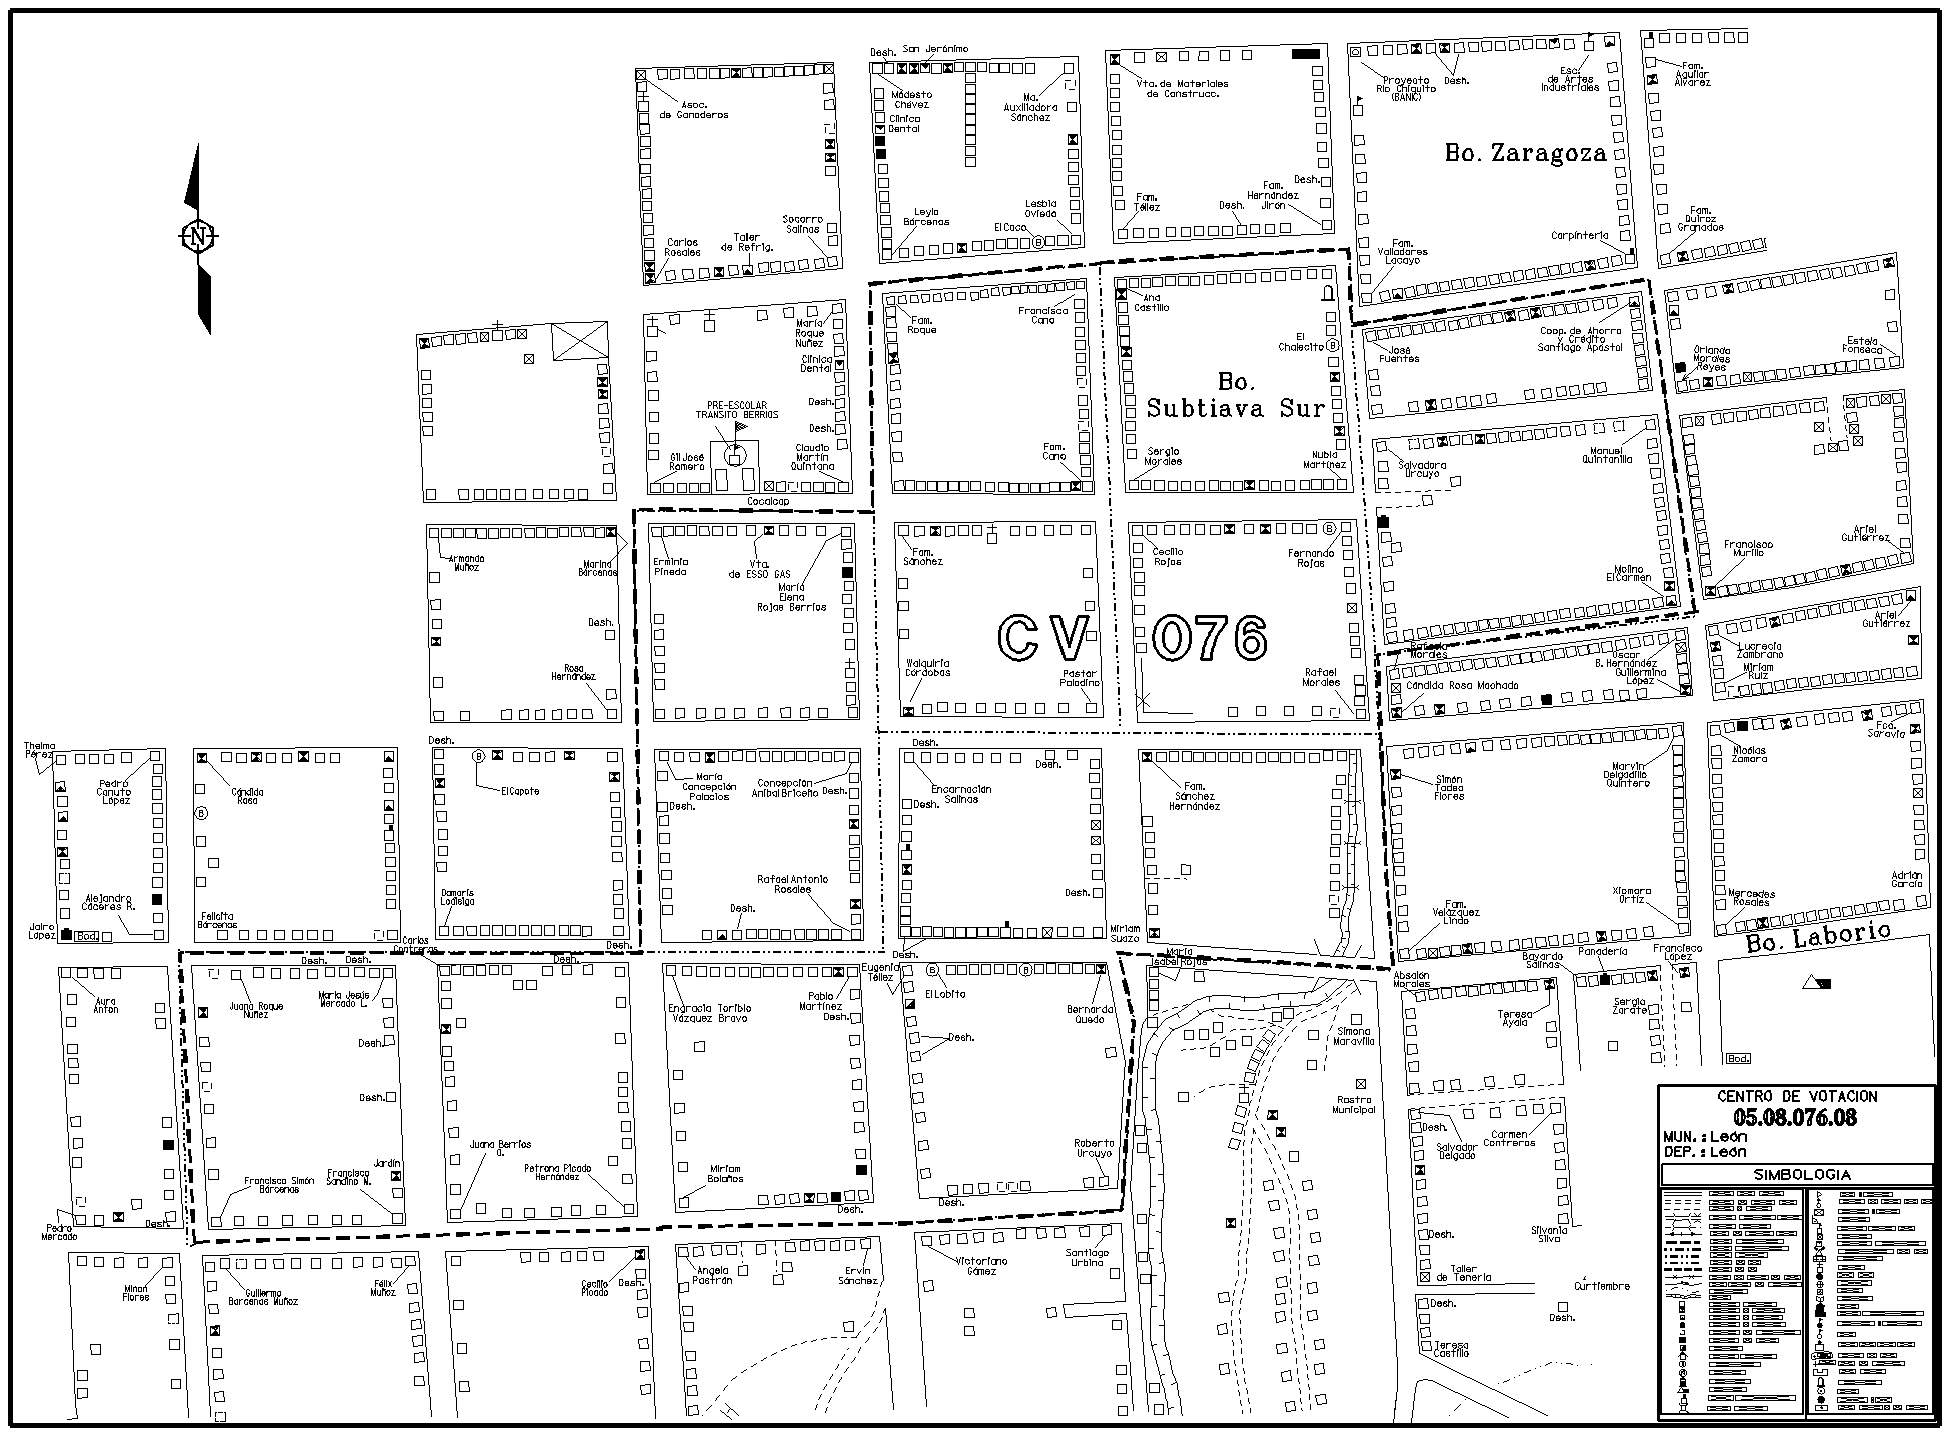 Desh.
San Jerónimo
Modesto
Chévez
Clínica
Dental
Ma.
Auxiliadora
Sánchez
Asoc.
de Ganaderos
Vta. de Materiales
de Construcc.
Proyecto
Río Chiquito
(BANIC)
Desh.
Esc.
de Artes
Industriales
Fam.
Aguilar
Alvarez
Bo. Zaragoza
Socorro
Salinas
Carlos
Rosales
Taller
de Refrig.
Leyla
Bárcenas
Lesbia
Oviedo
El Caco
B
Fam.
Téllez
Desh.
Fam.
Hernández
Jirón
Desh.
Fam.
Valladares
Lacayo
Carpintería
Fam.
Quiroz
Granados
N
María
Roque
Núñez
Clínica
Dental
Desh.
Desh.
PRE-ESCOLAR
TRANSITO BERRIOS
Gil José
Romero
Claudio
Martín
Quintana
Cocalcap
Fam.
Roque
Francisca
Cano
Fam.
Cano
Ana
Castillo
El
Chalecito
B
Bo.
Subtiava Sur
Sergio
Morales
Nubia
Martínez
José
Fuentes
Coop. de Ahorro
y Crédito
Santiago Apóstol
Orlando
Morales
Reyes
Estela
Fonseca
Salvadora
Urcuyo
Manuel
Quintanilla
Molino
El Carmen
Francisco
Murillo
Ariel
Gutiérrez
Armando
Muñoz
Marina
Bárcenas
Desh.
Rosa
Hernández
Erminia
Pineda
Vta.
de ESSO GAS
María
Elena
Rojas Berríos
Fam.
Sánchez
Walquiria
Córdobas
Pastor
Paladino
CV 076
Cecilio
Rojas
Fernando
Rojas
B
Rafael
Morales
Morales
Oscar
B. Hernández
Guillermina
López
Cándida Rosa Machado
Lucrecia
Zambrano
Miriam
Ruiz
Ariel
Gutiérrez
Thelma
Pérez
Pedro
Canuto
López
Alejandro
Cáceres R.
Jairo
López
Bod.
Cándida
Rosa
B
Felicita
Bárcenas
Desh.
B
El Capote
Damaris
Lodisiga
Desh.
María
Concepción
Palacios
Desh.
Concepción
Aníbal Briceño
Desh.
Rafael Antonio
Rosales
Desh.
Desh.
Encarnación
Salinas
Desh.
Desh.
Desh.
Desh.
Fam.
Sánchez
Hernández
Miriam
Suazo
Simón
Tadeo
Flores
Marvin
Delgadillo
Quintero
Fam.
Velázquez
Lindo
Xiomara
Ortiz
Nicolás
Zamora
Fca.
Saravia
Mercedes
Rosales
Adrián
García
Bo. Laborío
Aura
Antón
Carlos
Contreras
Desh.
Desh.
Juana Roque
Núñez
María Jesús
Mercado L.
Desh.
Desh.
Jardín
Francisco Simón
Bárcenas
Francisco
Sandino N.
Desh.
Pedro
Mercado
Desh.
Juana Berríos
O.
Petrona Picado
Hernández
Engracia Toribio
Vázquez Bravo
Pablo
Martínez
Desh.
Miriam
Bolaños
Desh.
Eugenia
Téllez
B
El Lobito
B
Bernarda
Quedo
Desh.
Roberto
Urcuyo
Desh.
María
Isabel Rojas
Simona
Maravilla
Rastro
Municipal
Absalón
Morales
Teresa
Ayala
Bayardo
Salinas
Panadería
Francisco
López
Sergio
Zarate
Bod.
Desh.
Salvador
Delgado
Carmen
Contreras
Desh.
Silvania
Silva
Taller
de Tenería
Curtiembre
Desh.
Desh.
Teresa
Castillo
Minan
Flores
Guillermo
Barcenas Muñoz
Félix
Muñoz
Cecilio
Picado
Desh.
Angela
Pastrán
Ervin
Sánchez
Victoriano
Gómez
Santiago
Urbina
CENTRO DE VOTACION
05.08.076.08
MUN. : León
DEP. : León
SIMBOLOGIA